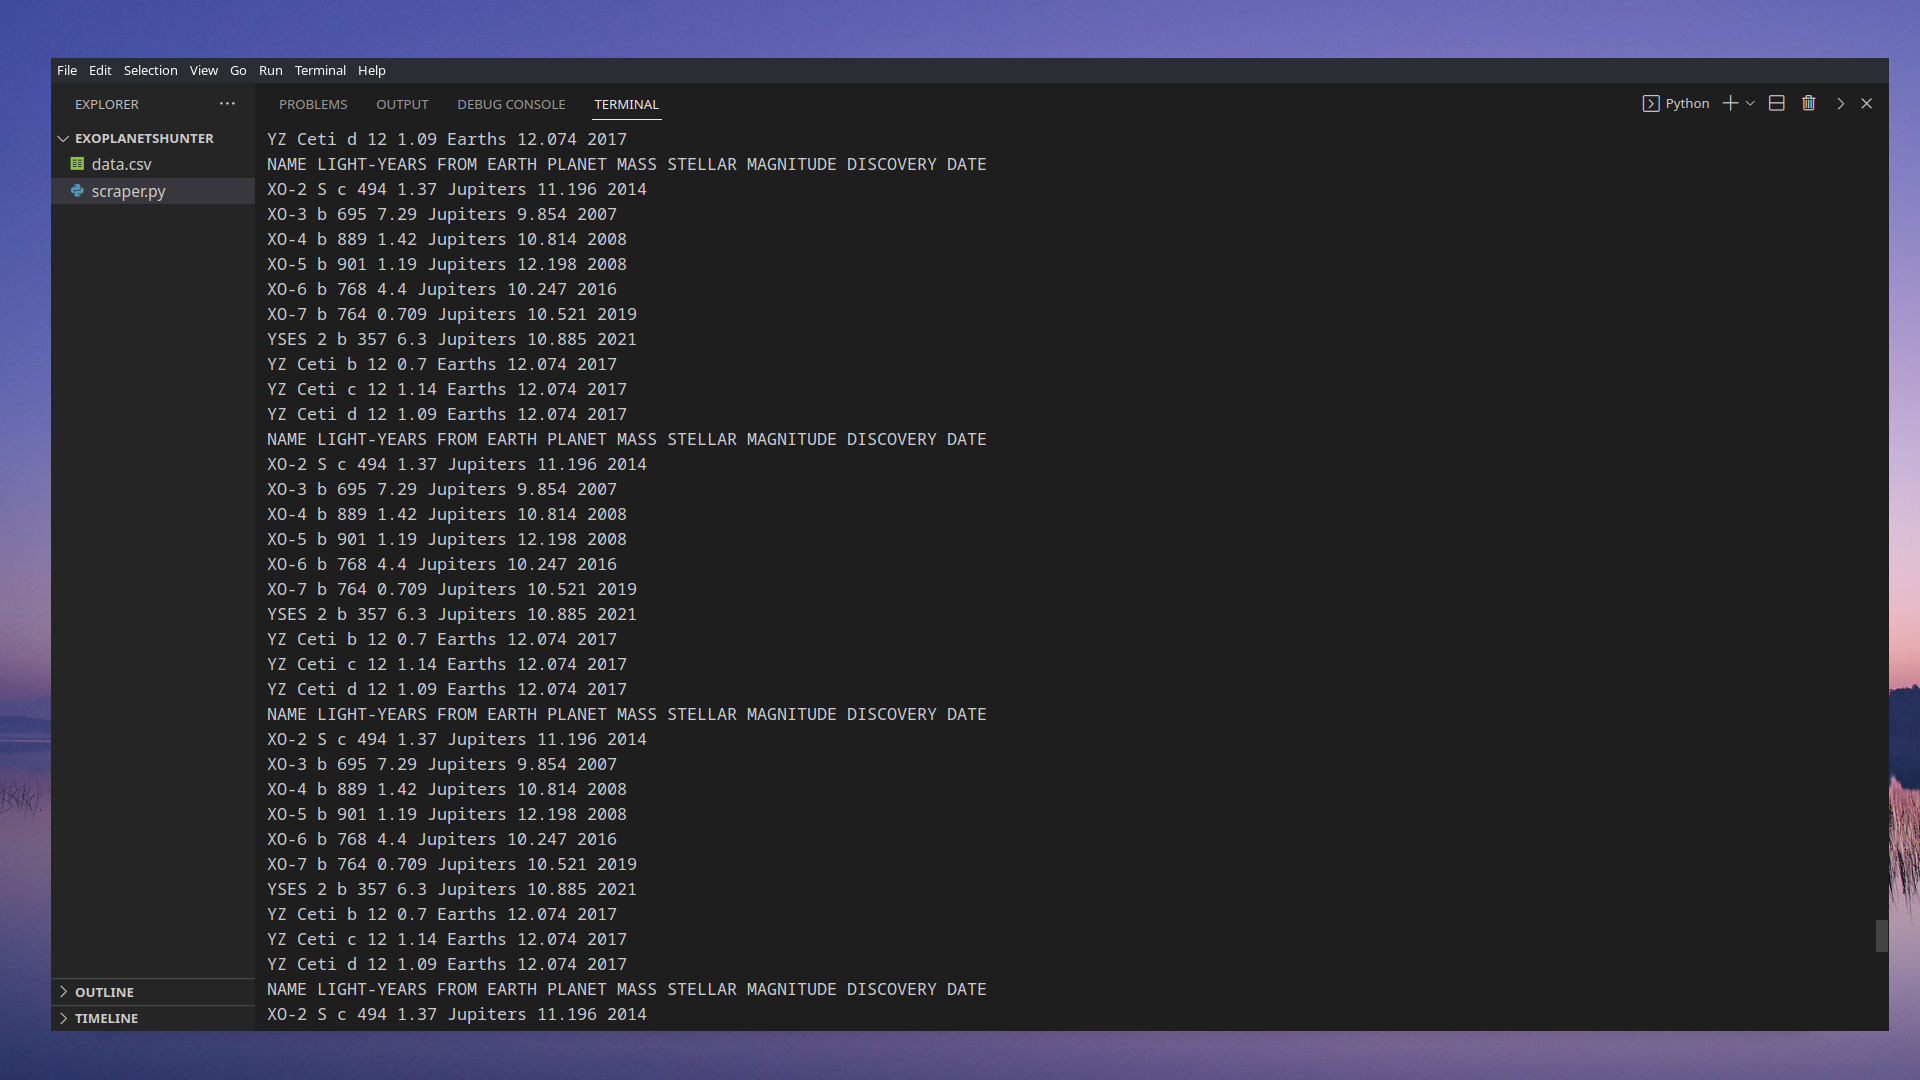 File Edit Selection View Go Run Terminal Help
EXPLORER
PROBLEMS OUTPUT DEBUG CONSOLE TERMINAL
Python
EXOPLANETSHUNTER
data.csv
scraper.py
YZ Ceti d 12 1.09 Earths 12.074 2017
NAME LIGHT-YEARS FROM EARTH PLANET MASS STELLAR MAGNITUDE DISCOVERY DATE
XO-2 S c 494 1.37 Jupiters 11.196 2014
XO-3 b 695 7.29 Jupiters 9.854 2007
XO-4 b 889 1.42 Jupiters 10.814 2008
XO-5 b 901 1.19 Jupiters 12.198 2008
XO-6 b 768 4.4 Jupiters 10.247 2016
XO-7 b 764 0.709 Jupiters 10.521 2019
YSES 2 b 357 6.3 Jupiters 10.885 2021
YZ Ceti b 12 0.7 Earths 12.074 2017
YZ Ceti c 12 1.14 Earths 12.074 2017
YZ Ceti d 12 1.09 Earths 12.074 2017
NAME LIGHT-YEARS FROM EARTH PLANET MASS STELLAR MAGNITUDE DISCOVERY DATE
XO-2 S c 494 1.37 Jupiters 11.196 2014
XO-3 b 695 7.29 Jupiters 9.854 2007
XO-4 b 889 1.42 Jupiters 10.814 2008
XO-5 b 901 1.19 Jupiters 12.198 2008
XO-6 b 768 4.4 Jupiters 10.247 2016
XO-7 b 764 0.709 Jupiters 10.521 2019
YSES 2 b 357 6.3 Jupiters 10.885 2021
YZ Ceti b 12 0.7 Earths 12.074 2017
YZ Ceti c 12 1.14 Earths 12.074 2017
YZ Ceti d 12 1.09 Earths 12.074 2017
NAME LIGHT-YEARS FROM EARTH PLANET MASS STELLAR MAGNITUDE DISCOVERY DATE
XO-2 S c 494 1.37 Jupiters 11.196 2014
XO-3 b 695 7.29 Jupiters 9.854 2007
XO-4 b 889 1.42 Jupiters 10.814 2008
XO-5 b 901 1.19 Jupiters 12.198 2008
XO-6 b 768 4.4 Jupiters 10.247 2016
XO-7 b 764 0.709 Jupiters 10.521 2019
YSES 2 b 357 6.3 Jupiters 10.885 2021
YZ Ceti b 12 0.7 Earths 12.074 2017
YZ Ceti c 12 1.14 Earths 12.074 2017
YZ Ceti d 12 1.09 Earths 12.074 2017
NAME LIGHT-YEARS FROM EARTH PLANET MASS STELLAR MAGNITUDE DISCOVERY DATE
XO-2 S c 494 1.37 Jupiters 11.196 2014
OUTLINE
TIMELINE